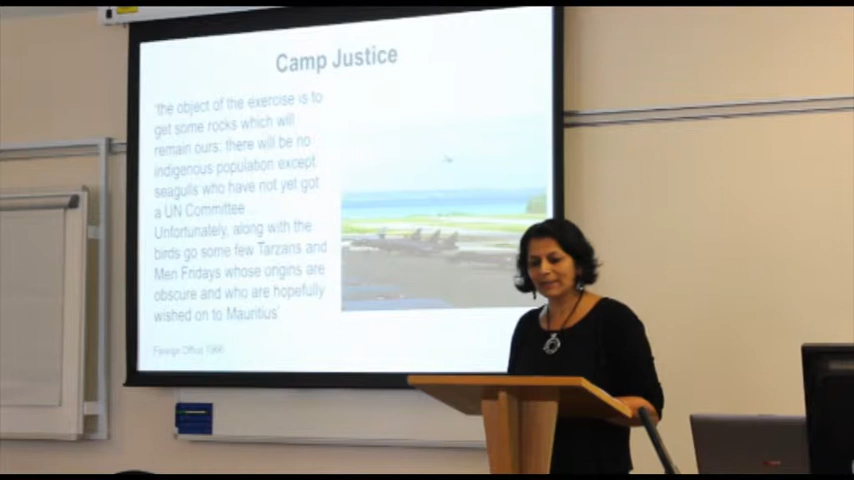 Camp Justice
'the object of the exercise is to
get some rocks which will
remain ours; there will be no
indigenous population except
seagulls who have not yet got
a UN Committee...
Unfortunately, along with the
birds go some few Tarzans and
Men Fridays whose origins are
obscure and who are hopefully
wished on to Mauritius'
Foreign Office 1966